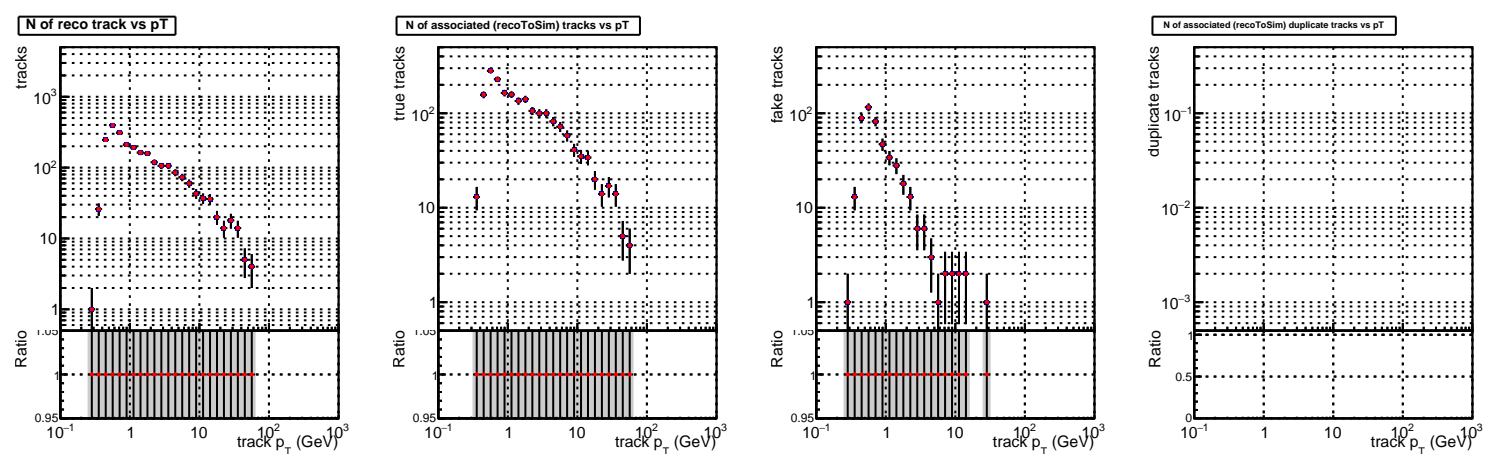 N of reco track vs pT
tracks
10³
10²
10
1
Ratio
1.05
1
0.95
10⁻¹ 1 10 10² 10³
track p_T (GeV)
N of associated (recoToSim) tracks vs pT
true tracks
10²
10
1
Ratio
1.05
1
0.95
10⁻¹ 1 10 10² 10³
track p_T (GeV)
fake tracks
10²
10
1
Ratio
1.05
1
0.95
10⁻¹ 1 10 10² 10³
track p_T (GeV)
N of associated (recoToSim) duplicate tracks vs pT
duplicate tracks
10⁻¹
10⁻²
10⁻³
Ratio
1
0.5
0
10⁻¹ 1 10 10² 10³
track p_T (GeV)